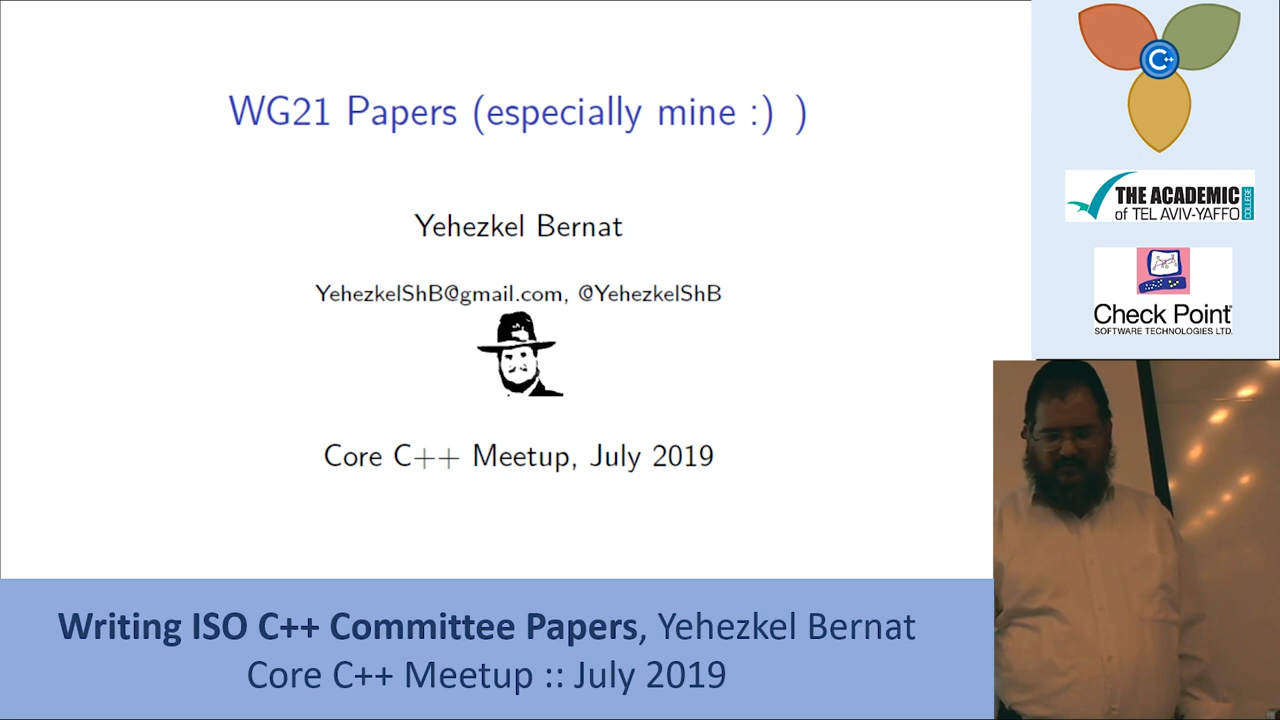 WG21 Papers (especially mine :) )
Yehezkel Bernat
YehezkelShB@gmail.com, @YehezkelShB
Core C++ Meetup, July 2019
C++
THE ACADEMIC
of TEL AVIV-YAFFO
COLLEGE
Check Point
SOFTWARE TECHNOLOGIES LTD.
Writing ISO C++ Committee Papers, Yehezkel Bernat
Core C++ Meetup :: July 2019